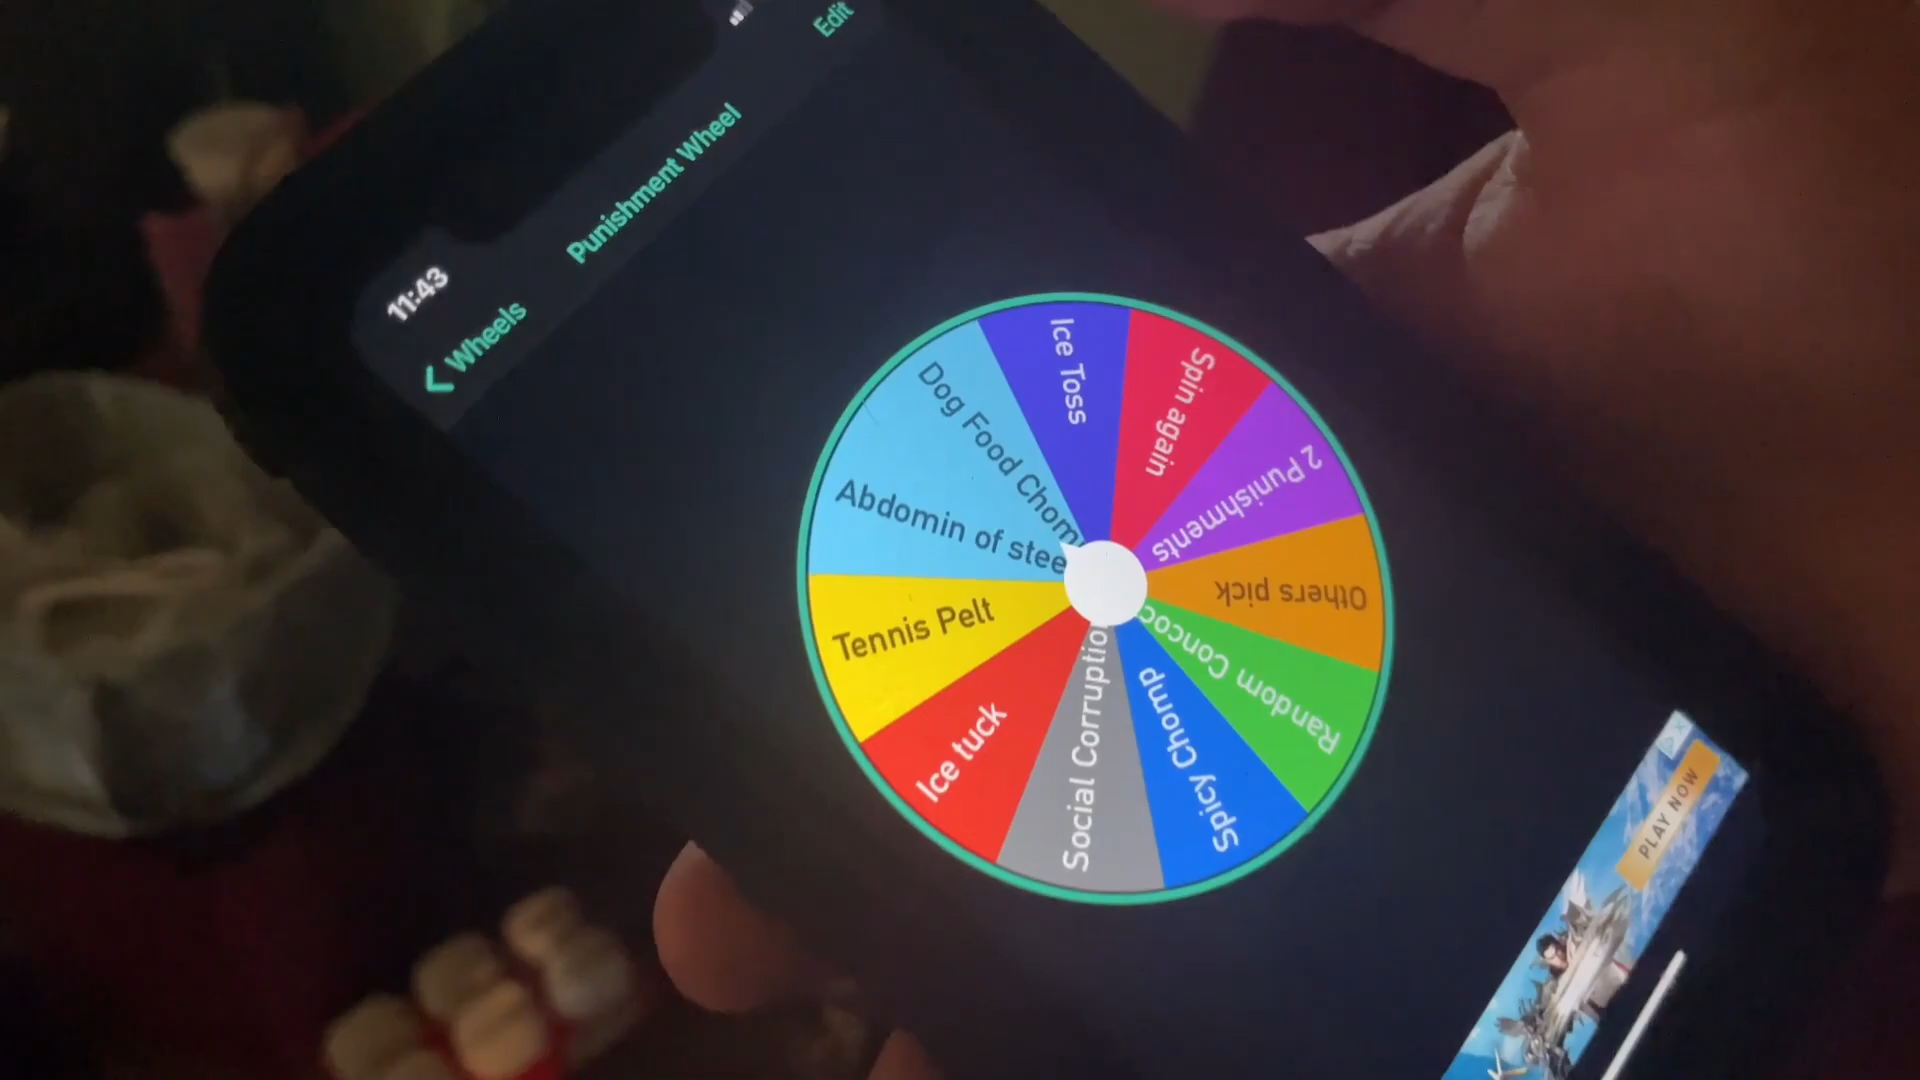 11:43
Edit
Wheels
Punishment Wheel
Ice Toss
Spin again
2 Punishments
Others pick
Random Concoc
Spicy Chomp
Social Corruptio
Ice tuck
Tennis Pelt
Abdomin of stee
Dog Food Chom
PLAY NOW